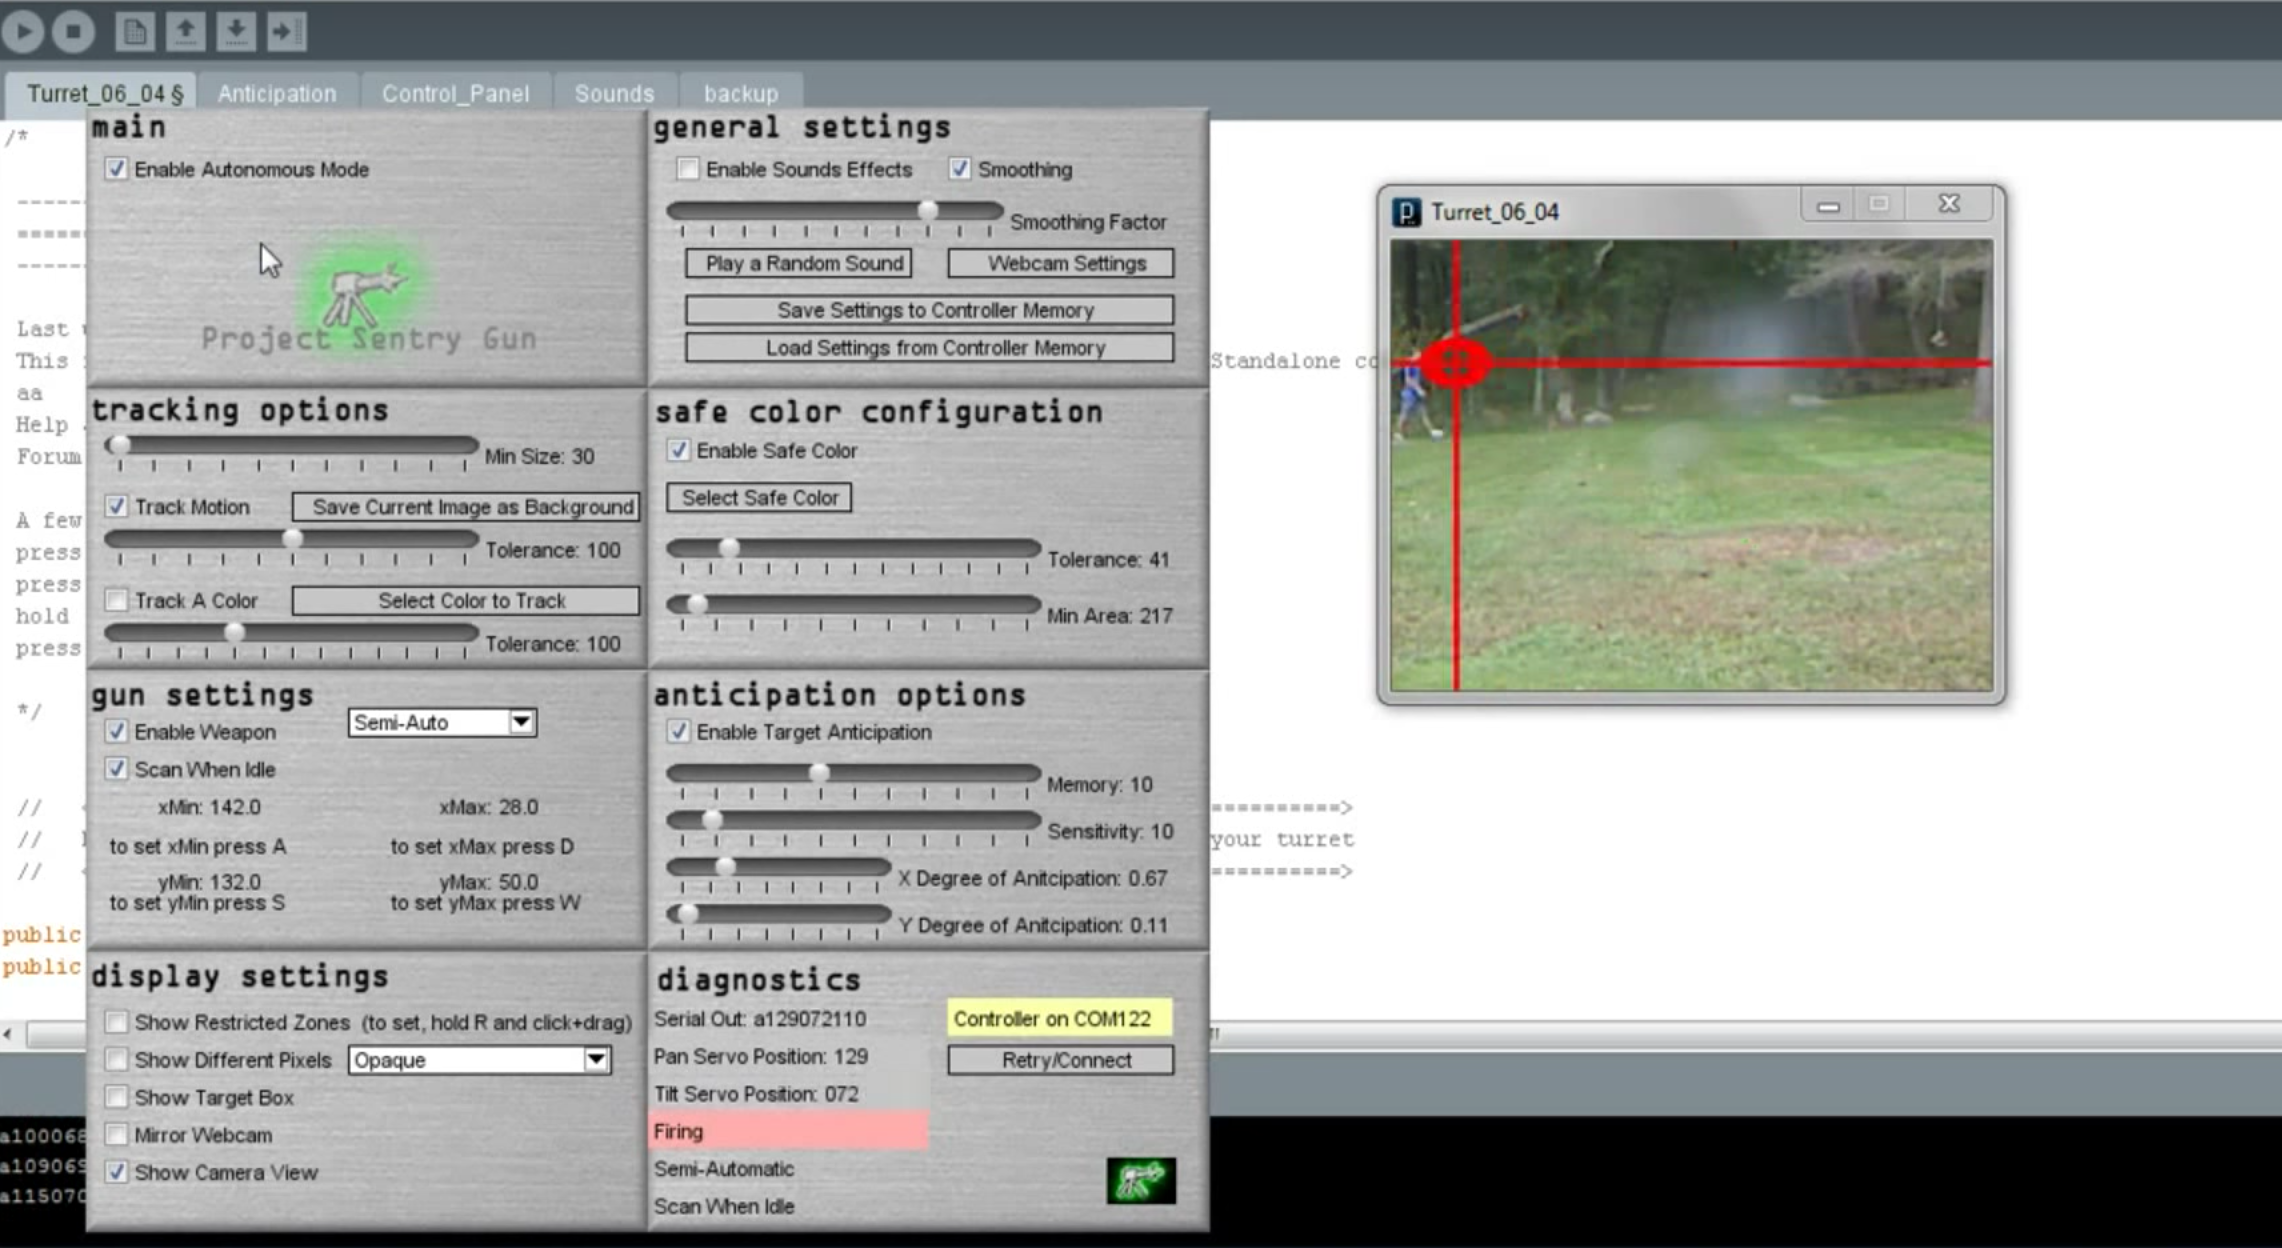 Turret_06_04 §
Anticipation
Control_Panel
Sounds
backup
/*
Last
This
aa
Help
Forum
A few
press
press
hold
press
*/
//
//
//
public
public
main
Enable Autonomous Mode
Project Sentry Gun
general settings
Enable Sounds Effects
Smoothing
Smoothing Factor
Play a Random Sound
Webcam Settings
Save Settings to Controller Memory
Load Settings from Controller Memory
tracking options
Min Size: 30
Track Motion
Save Current Image as Background
Tolerance: 100
Track A Color
Select Color to Track
Tolerance: 100
safe color configuration
Enable Safe Color
Select Safe Color
Tolerance: 41
Min Area: 217
gun settings
Enable Weapon
Semi-Auto
Scan When Idle
xMin: 142.0
xMax: 28.0
to set xMin press A
to set xMax press D
yMin: 132.0
yMax: 50.0
to set yMin press S
to set yMax press W
anticipation options
Enable Target Anticipation
Memory: 10
Sensitivity: 10
X Degree of Anitcipation: 0.67
Y Degree of Anitcipation: 0.11
display settings
Show Restricted Zones (to set, hold R and click+drag)
Show Different Pixels
Opaque
Show Target Box
Mirror Webcam
Show Camera View
diagnostics
Serial Out: a129072110
Controller on COM122
Pan Servo Position: 129
Retry/Connect
Tilt Servo Position: 072
Firing
Semi-Automatic
Scan When Idle
Standalone
==========>
your turret
==========>
Turret_06_04
a100068
a109069
a115070